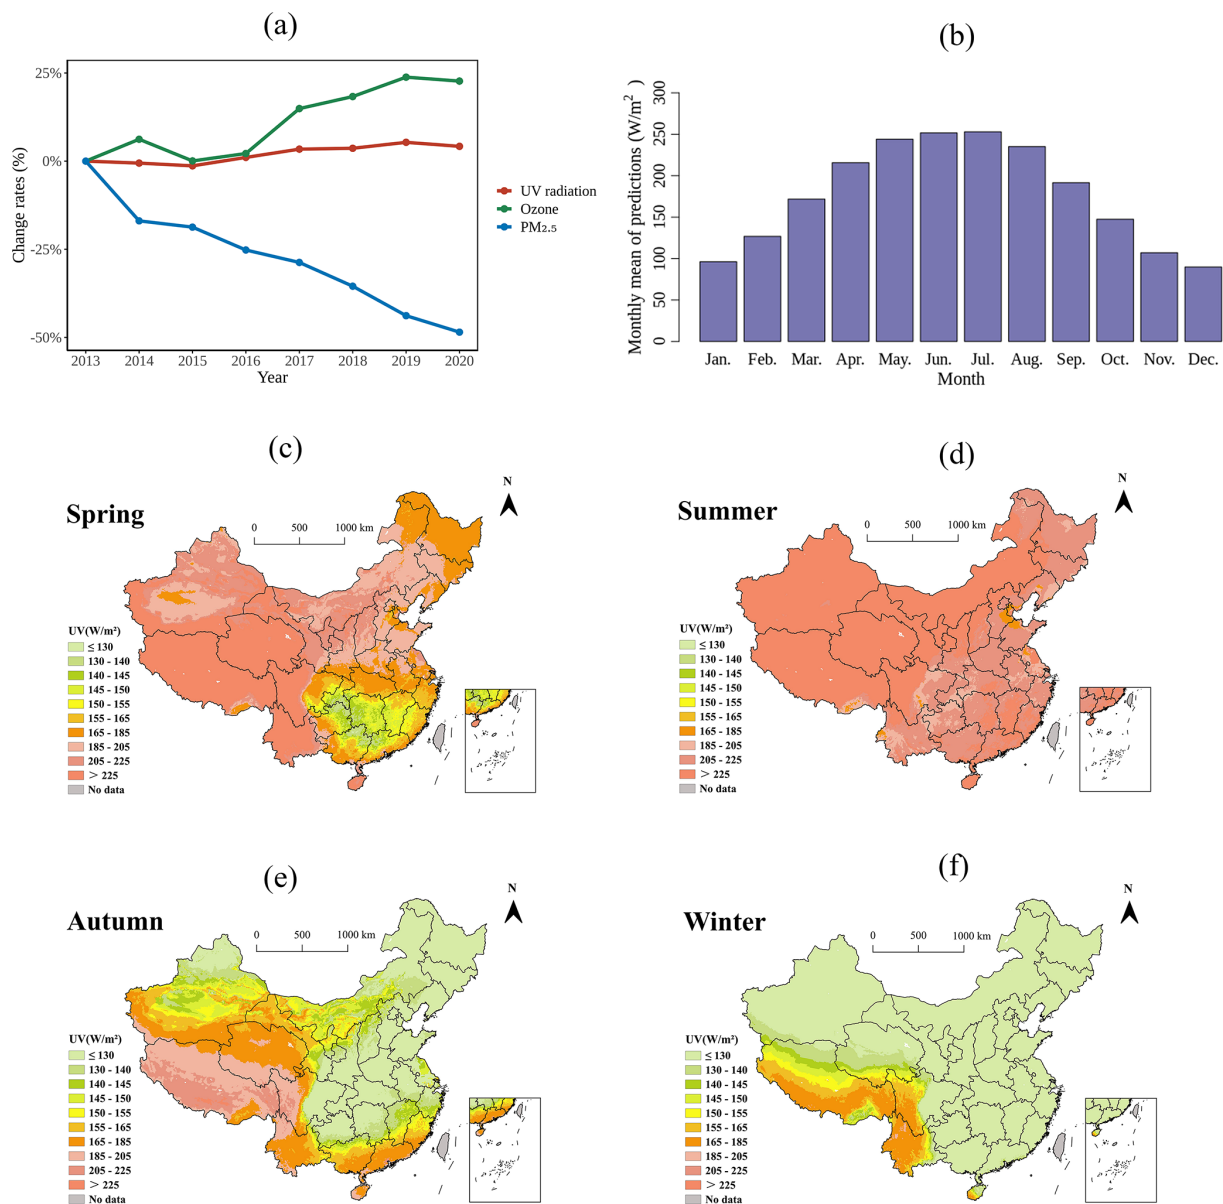 (a)
25%
0%
-25%
-50%
Change rates (%)
2013 2014 2015 2016 2017 2018 2019 2020
Year
UV radiation
Ozone
PM2.5
(b)
Monthly mean of predictions (W/m² )
300
250
200
150
100
50
0
Jan. Feb. Mar. Apr. May. Jun. Jul. Aug. Sep. Oct. Nov. Dec.
Month
(c)
Spring
N
0 500 1000 km
UV(W/m²)
≤ 130
130 - 140
140 - 145
145 - 150
150 - 155
155 - 165
165 - 185
185 - 205
205 - 225
> 225
No data
(d)
Summer
N
0 500 1000 km
UV(W/m²)
≤ 130
130 - 140
140 - 145
145 - 150
150 - 155
155 - 165
165 - 185
185 - 205
205 - 225
> 225
No data
(e)
Autumn
N
0 500 1000 km
UV(W/m²)
≤ 130
130 - 140
140 - 145
145 - 150
150 - 155
155 - 165
165 - 185
185 - 205
205 - 225
> 225
No data
(f)
Winter
N
0 500 1000 km
UV(W/m²)
≤ 130
130 - 140
140 - 145
145 - 150
150 - 155
155 - 165
165 - 185
185 - 205
205 - 225
> 225
No data